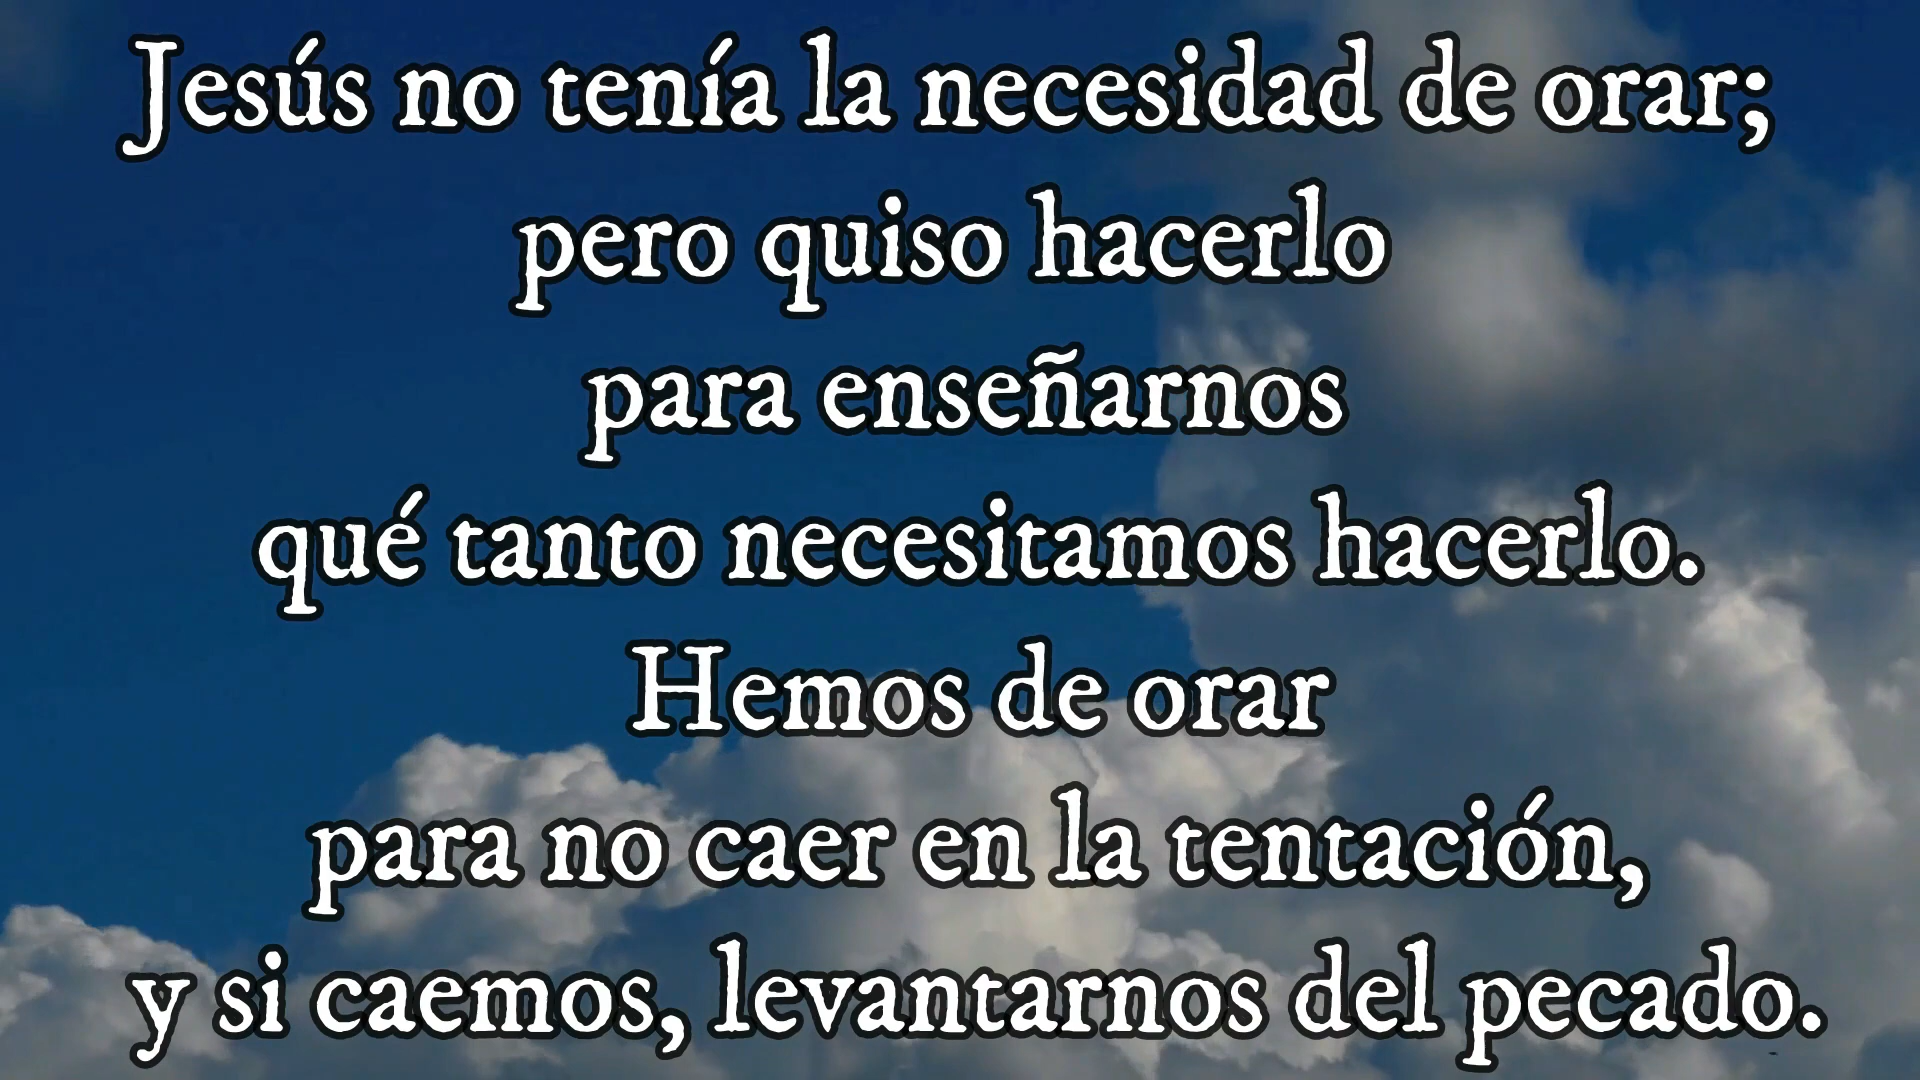 Jesús no tenía la necesidad de orar;
pero quiso hacerlo
para enseñarnos
qué tanto necesitamos hacerlo.
Hemos de orar
para no caer en la tentación,
y si caemos, levantarnos del pecado.